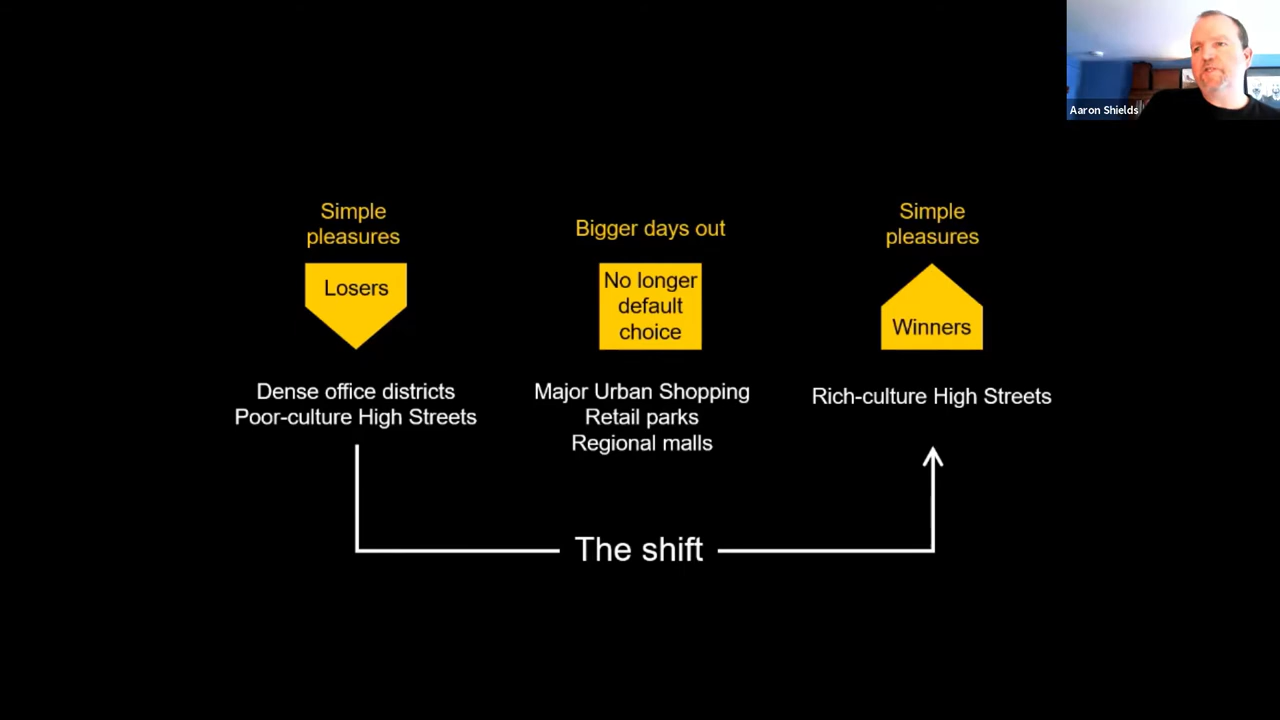 Aaron Shields
Simple
pleasures
Losers
Dense office districts
Poor-culture High Streets
Bigger days out
No longer
default
choice
Major Urban Shopping
Retail parks
Regional malls
Simple
pleasures
Winners
Rich-culture High Streets
The shift